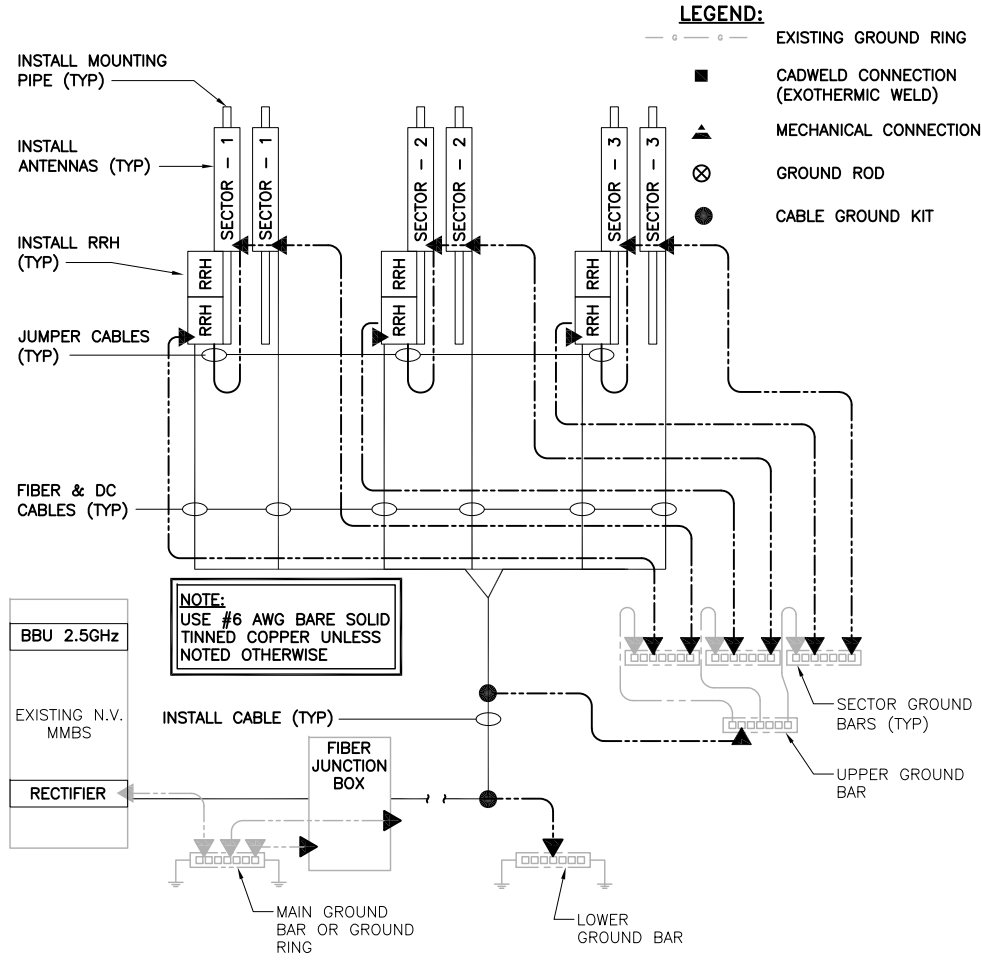 LEGEND:
G G EXISTING GROUND RING
CADWELD CONNECTION
(EXOTHERMIC WELD)
MECHANICAL CONNECTION
GROUND ROD
CABLE GROUND KIT
INSTALL MOUNTING
PIPE (TYP)
INSTALL
ANTENNAS (TYP)
INSTALL RRH
(TYP)
JUMPER CABLES
(TYP)
FIBER & DC
CABLES (TYP)
SECTOR - 1
SECTOR - 1
SECTOR - 2
SECTOR - 2
SECTOR - 3
SECTOR - 3
RRH
RRH
RRH
RRH
RRH
RRH
NOTE:
USE #6 AWG BARE SOLID
TINNED COPPER UNLESS
NOTED OTHERWISE
BBU 2.5GHz
EXISTING N.V.
MMBS
RECTIFIER
INSTALL CABLE (TYP)
FIBER
JUNCTION
BOX
SECTOR GROUND
BARS (TYP)
UPPER GROUND
BAR
MAIN GROUND
BAR OR GROUND
RING
LOWER
GROUND BAR